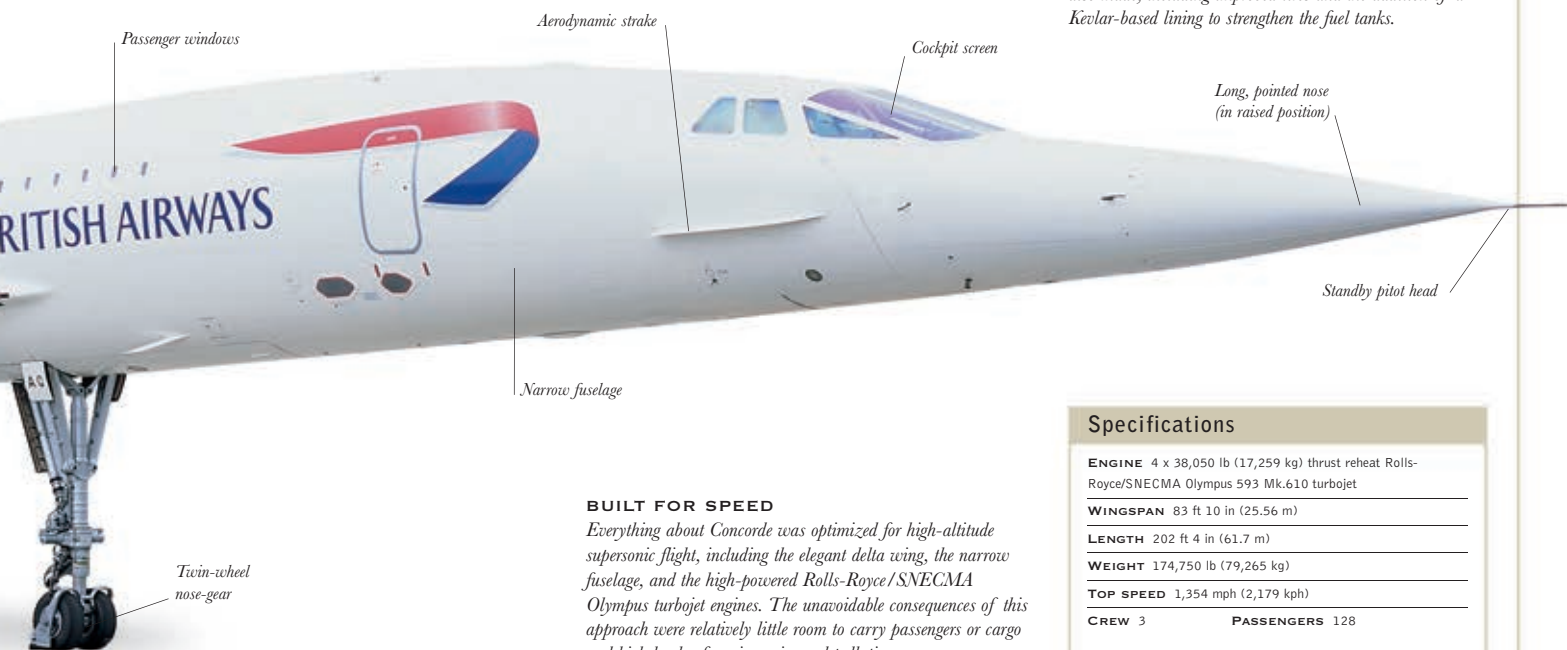 Kevlar-based lining to strengthen the fuel tanks.
Aerodynamic strake
Passenger windows
Cockpit screen
Long, pointed nose
(in raised position)
RITISH AIRWAYS
Standby pitot head
Narrow fuselage
AC
Twin-wheel
nose-gear
BUILT FOR SPEED
Everything about Concorde was optimized for high-altitude
supersonic flight, including the elegant delta wing, the narrow
fuselage, and the high-powered Rolls-Royce/SNECMA
Olympus turbojet engines. The unavoidable consequences of this
approach were relatively little room to carry passengers or cargo
Specifications
ENGINE 4 x 38,050 lb (17,259 kg) thrust reheat Rolls-
Royce/SNECMA Olympus 593 Mk.610 turbojet
WINGSPAN 83 ft 10 in (25.56 m)
LENGTH 202 ft 4 in (61.7 m)
WEIGHT 174,750 lb (79,265 kg)
TOP SPEED 1,354 mph (2,179 kph)
CREW 3 PASSENGERS 128